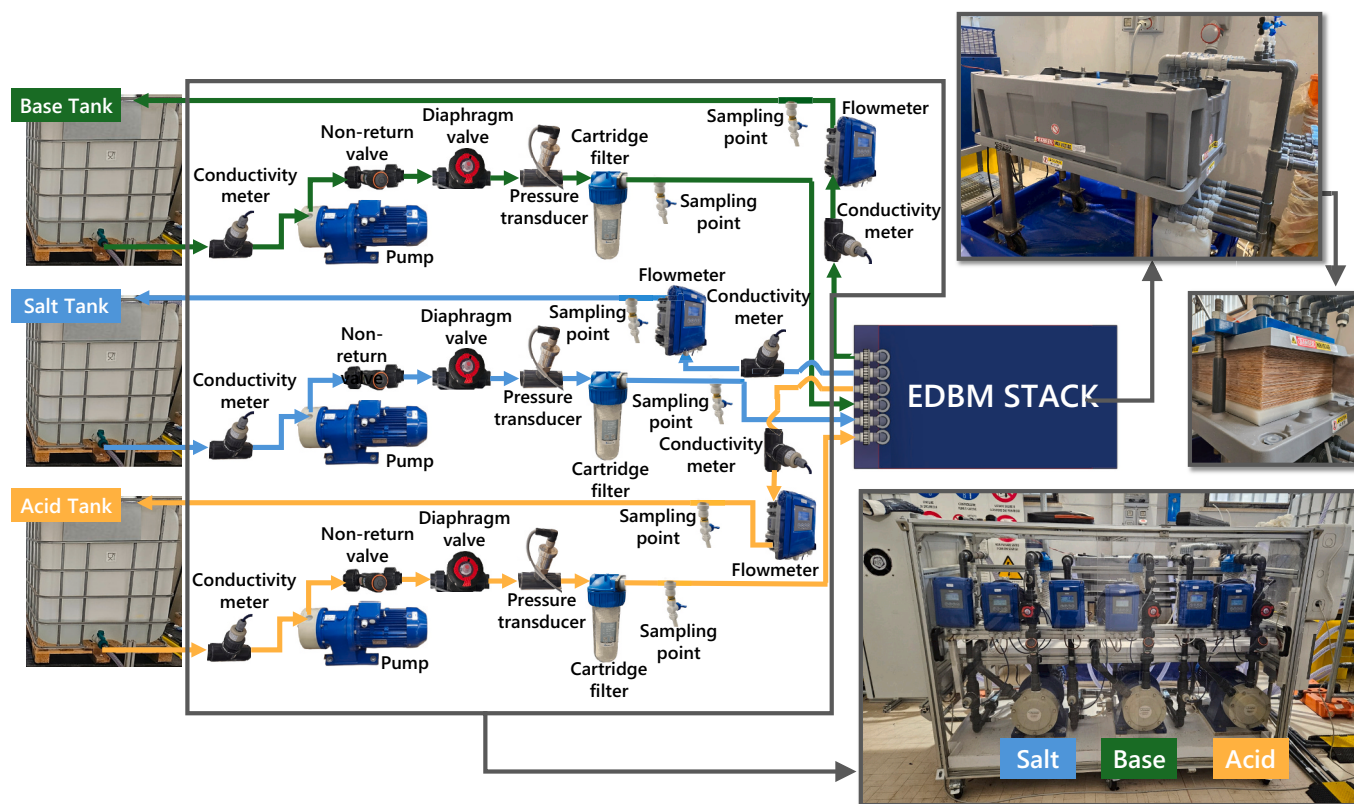 Base Tank
Conductivity
meter
Non-return
valve
Pump
Diaphragm
valve
Pressure
transducer
Cartridge
filter
Sampling
point
Sampling
point
Flowmeter
Conductivity
meter
Salt Tank
Conductivity
meter
Non-
return
valve
Pump
Diaphragm
valve
Pressure
transducer
Cartridge
filter
Sampling
point
Sampling
point
Flowmeter
Conductivity
meter
EDBM STACK
Acid Tank
Conductivity
meter
Non-return
valve
Pump
Diaphragm
valve
Pressure
transducer
Cartridge
filter
Sampling
point
Sampling
point
Conductivity
meter
Flowmeter
Salt
Base
Acid